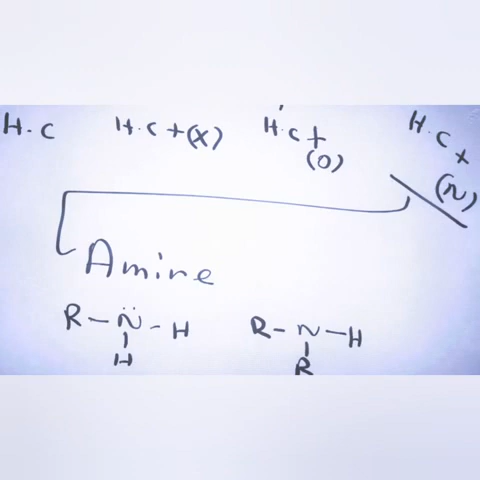 H.C H.C+(X) H.C+(O) H.C+(N)
Amine
R-N̈-H R-N-H
H R